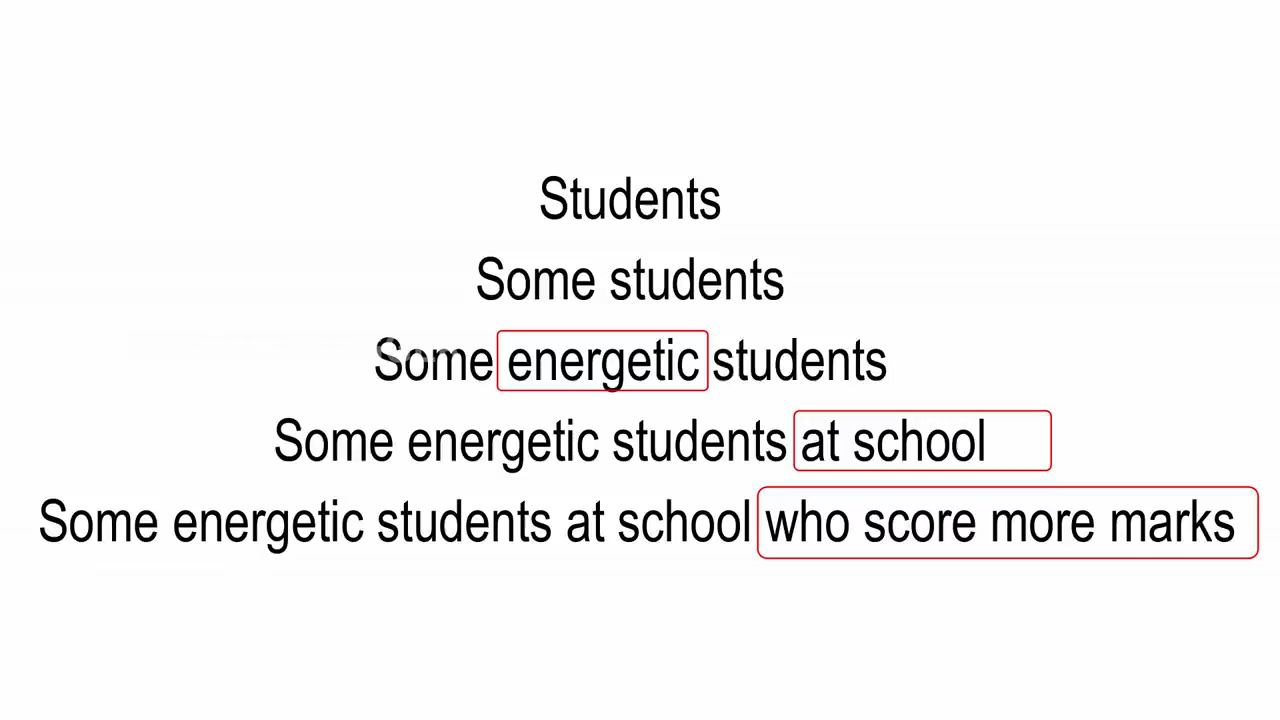 Students
Some students
Some energetic students
Some energetic students at school
Some energetic students at school who score more marks